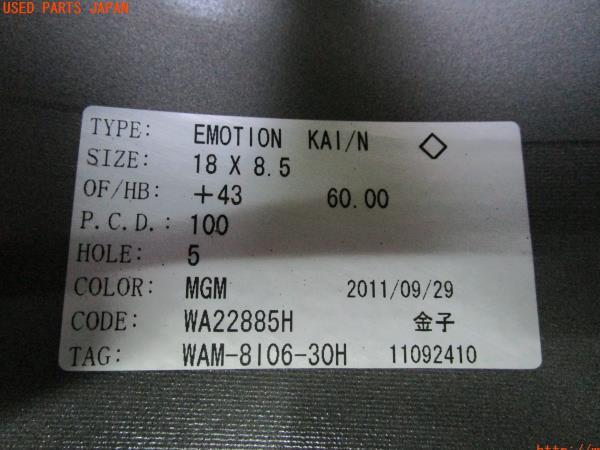 USED PARTS JAPAN
TYPE: EMOTION KAI/N ◇
SIZE: 18 X 8.5
OF/HB: +43 60.00
P.C.D.: 100
HOLE: 5
COLOR: MGM 2011/09/29
CODE: WA22885H 金子
TAG: WAM-8I06-30H 11092410